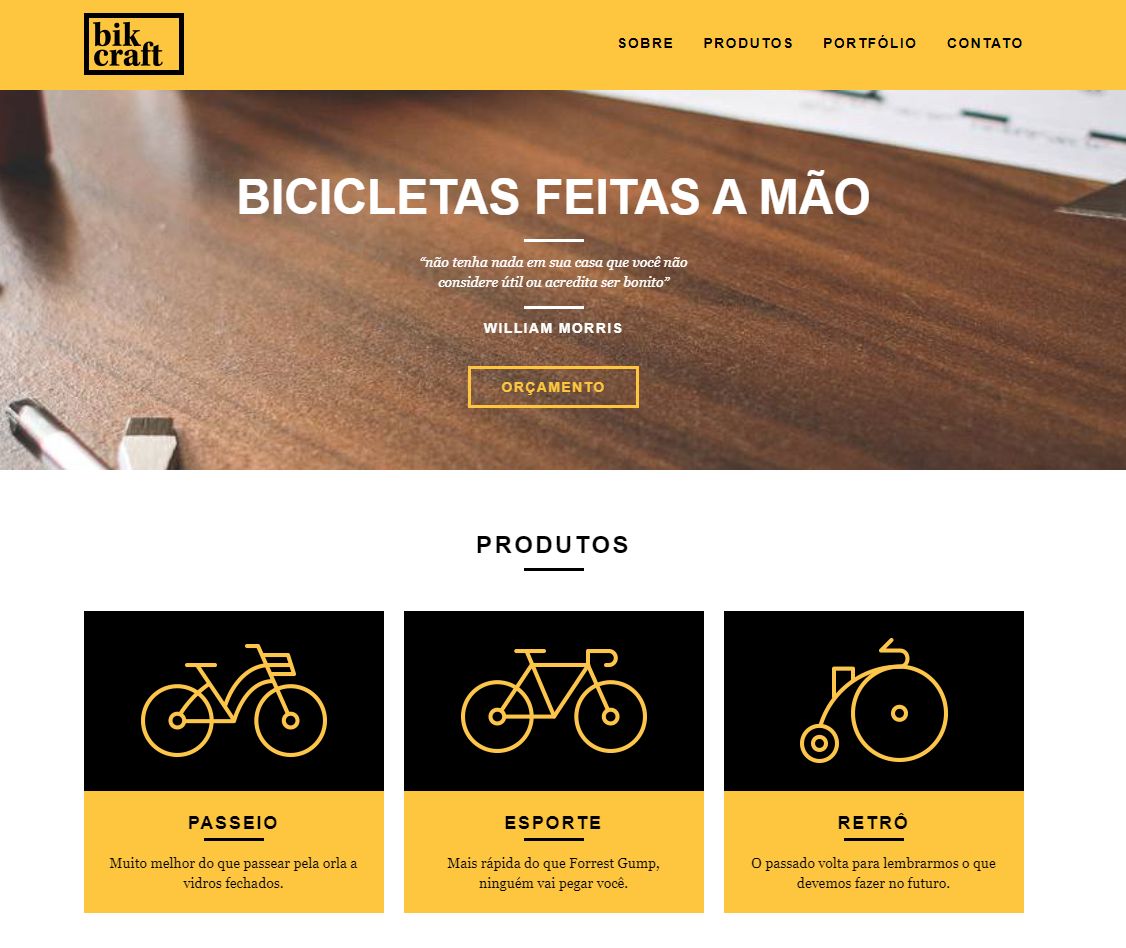 bik
craft
SOBRE PRODUTOS PORTFÓLIO CONTATO
BICICLETAS FEITAS A MÃO
“não tenha nada em sua casa que você não
considere útil ou acredita ser bonito”
WILLIAM MORRIS
ORÇAMENTO
PRODUTOS
PASSEIO
Muito melhor do que passear pela orla a
vidros fechados.
ESPORTE
Mais rápida do que Forrest Gump,
ninguém vai pegar você.
RETRÔ
O passado volta para lembrarmos o que
devemos fazer no futuro.